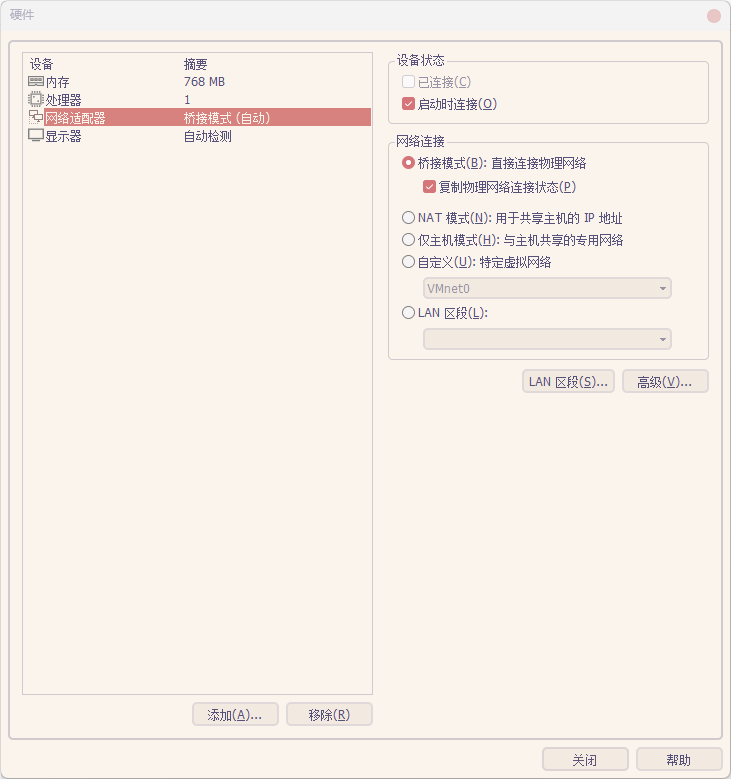 硬件
设备 摘要
内存 768 MB
处理器 1
网络适配器 桥接模式 (自动)
显示器 自动检测
添加(A)... 移除(R)
设备状态
已连接(C)
启动时连接(O)
网络连接
桥接模式(B): 直接连接物理网络
复制物理网络连接状态(P)
NAT 模式(N): 用于共享主机的 IP 地址
仅主机模式(H): 与主机共享的专用网络
自定义(U): 特定虚拟网络
VMnet0
LAN 区段(L):
LAN 区段(S)... 高级(V)...
关闭 帮助